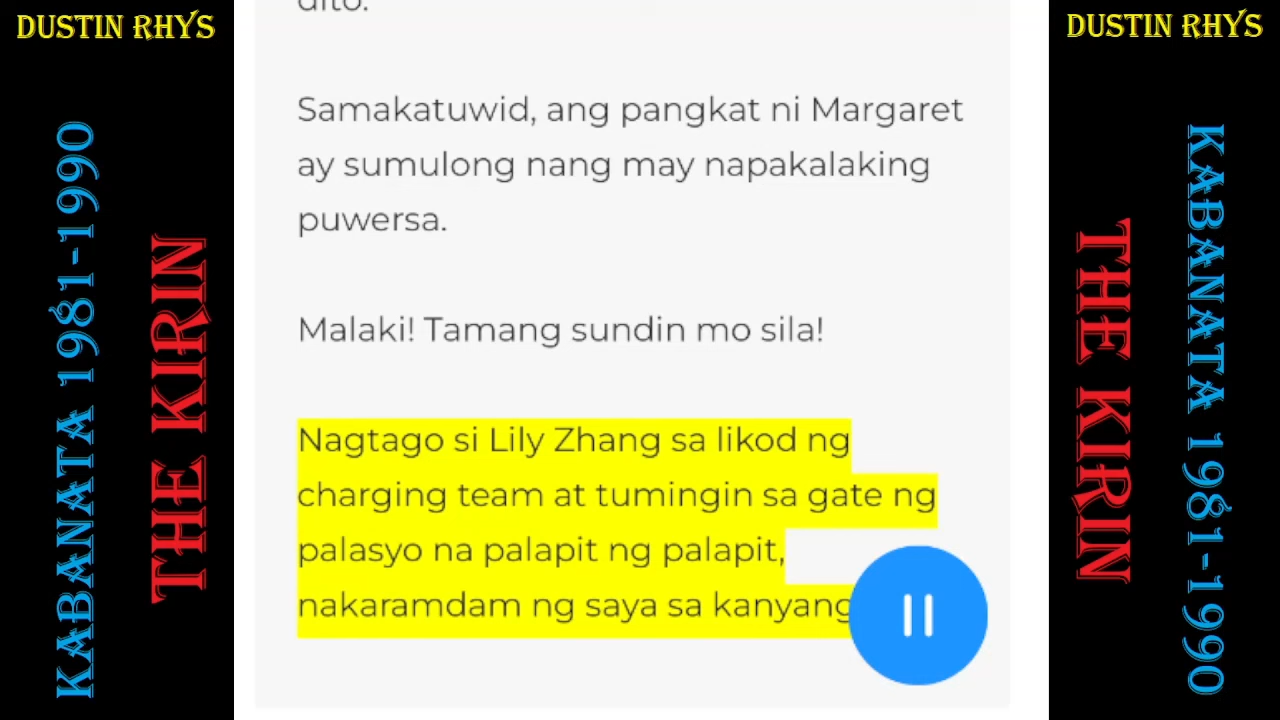 DUSTIN RHYS
KABANATA 1981-1990
THE KIRIN
Samakatuwid, ang pangkat ni Margaret
ay sumulong nang may napakalaking
puwersa.
Malaki! Tamang sundin mo sila!
Nagtago si Lily Zhang sa likod ng
charging team at tumingin sa gate ng
palasyo na palapit ng palapit,
nakaramdam ng saya sa kanyang
DUSTIN RHYS
THE KIRIN
KABANATA 1981-1990